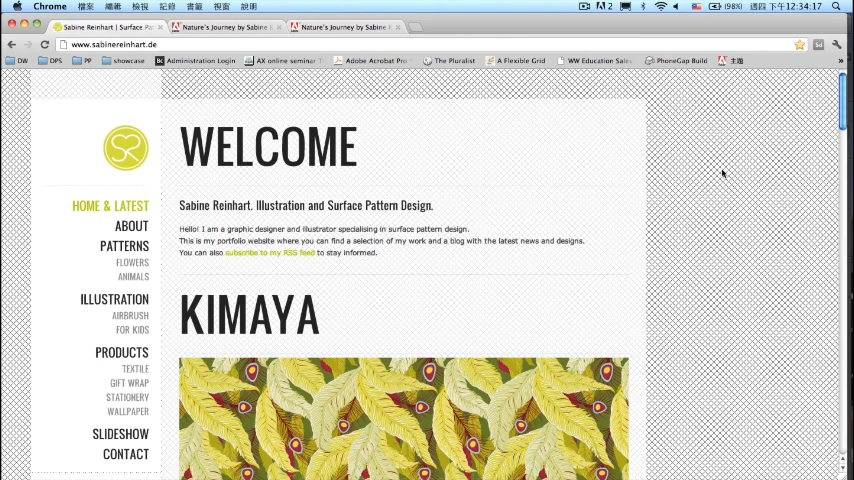 Chrome 檔案 編輯 檢視 記錄 書籤 視窗 說明
2 (98%) 週四 下午12:34:17
Sabine Reinhart | Surface Pa
Nature's Journey by Sabine R
Nature's Journey by Sabine R
www.sabinereinhart.de
Sd
DW DPS PP showcase Administration Login AX online seminar Adobe Acrobat Pro The Pluralist A Flexible Grid WW Education Sales PhoneGap Build 主題 »
WELCOME
Sabine Reinhart. Illustration and Surface Pattern Design.
Hello! I am a graphic designer and illustrator specialising in surface pattern design.
This is my portfolio website where you can find a selection of my work and a blog with the latest news and designs.
You can also subscribe to my RSS feed to stay informed.
KIMAYA
HOME & LATEST
ABOUT
PATTERNS
FLOWERS
ANIMALS
ILLUSTRATION
AIRBRUSH
FOR KIDS
PRODUCTS
TEXTILE
GIFT WRAP
STATIONERY
WALLPAPER
SLIDESHOW
CONTACT